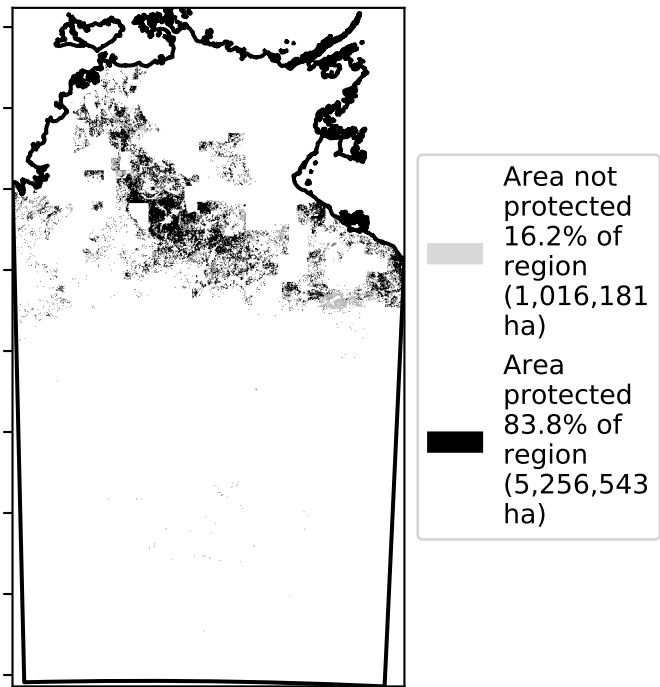 Area not
protected
16.2% of
region
(1,016,181
ha)
Area
protected
83.8% of
region
(5,256,543
ha)